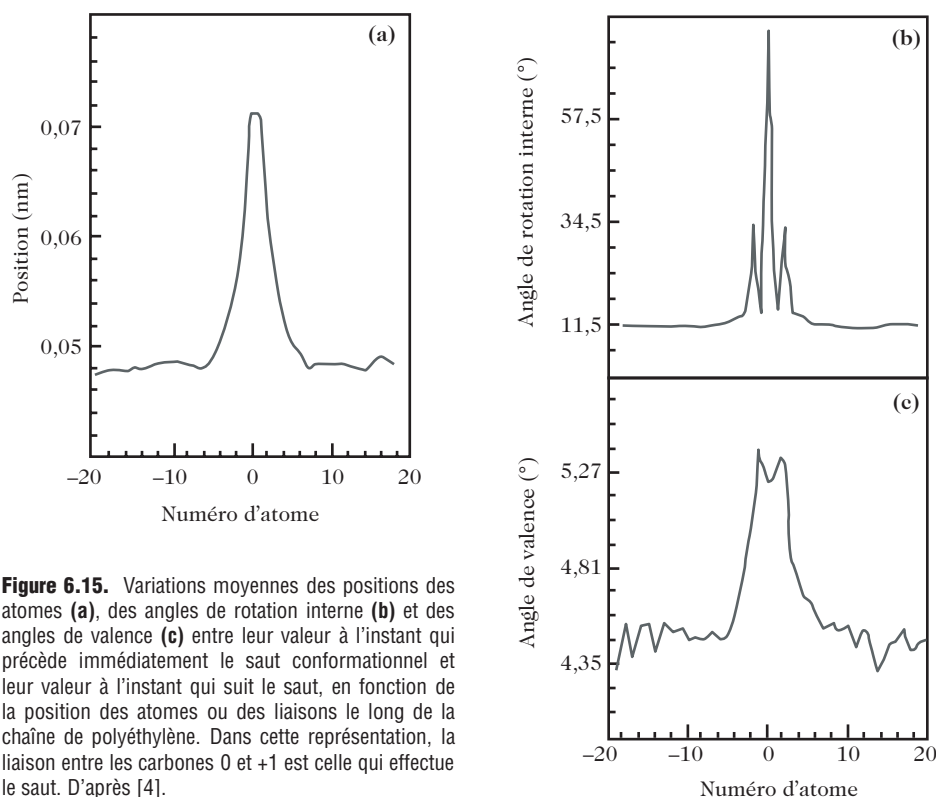 (a)
0,07
0,06
0,05
Position (nm)
–20 –10 0 10 20
Numéro d'atome
(b)
57,5
34,5
11,5
Angle de rotation interne (°)
(c)
5,27
4,81
4,35
Angle de valence (°)
–20 –10 0 10 20
Numéro d'atome
Figure 6.15. Variations moyennes des positions des
atomes (a), des angles de rotation interne (b) et des
angles de valence (c) entre leur valeur à l'instant qui
précède immédiatement le saut conformationnel et
leur valeur à l'instant qui suit le saut, en fonction de
la position des atomes ou des liaisons le long de la
chaîne de polyéthylène. Dans cette représentation, la
liaison entre les carbones 0 et +1 est celle qui effectue
le saut. D'après [4].